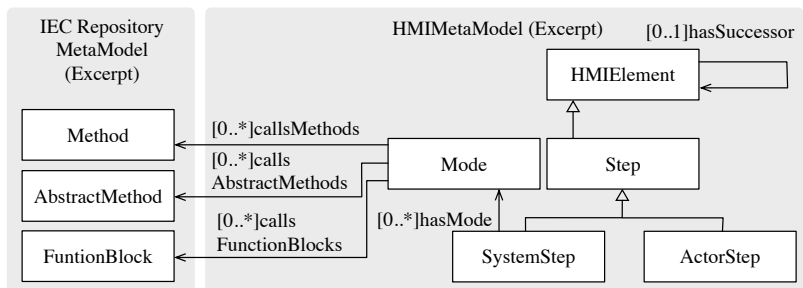 IEC Repository
MetaModel
(Excerpt)
Method
AbstractMethod
FuntionBlock
HMIMetaModel (Excerpt)
[0..1]hasSuccessor
HMIElement
[0..*]callsMethods
[0..*]calls
AbstractMethods
Mode
Step
[0..*]calls
FunctionBlocks
[0..*]hasMode
SystemStep
ActorStep